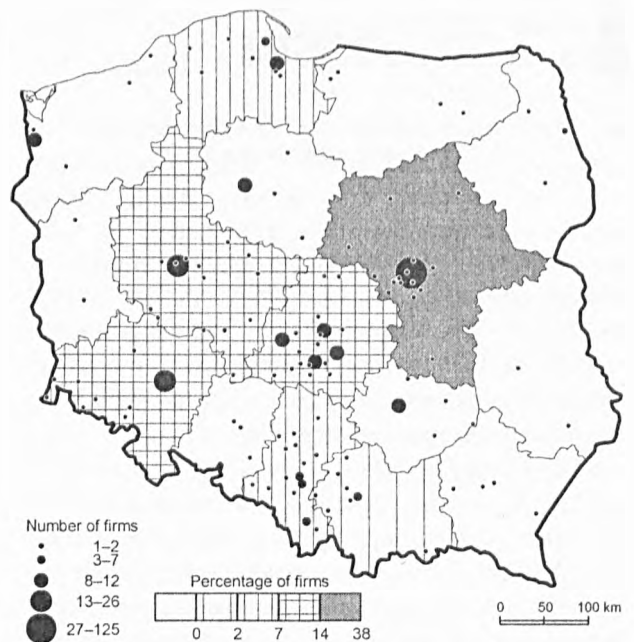 Number of firms
1–2
3–7
8–12
13–26
27–125
Percentage of firms
0 2 7 14 38
0 50 100 km